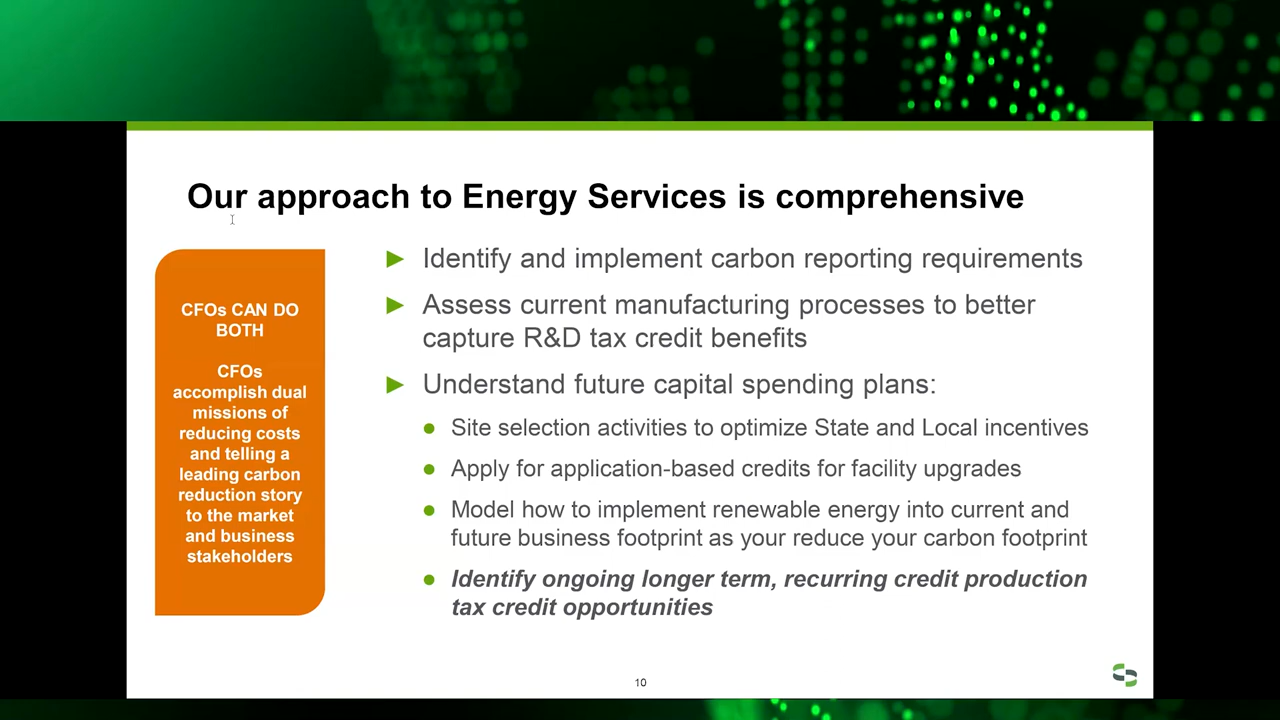 Our approach to Energy Services is comprehensive
CFOs CAN DO
BOTH
CFOs
accomplish dual
missions of
reducing costs
and telling a
leading carbon
reduction story
to the market
and business
stakeholders
Identify and implement carbon reporting requirements
Assess current manufacturing processes to better
capture R&D tax credit benefits
Understand future capital spending plans:
Site selection activities to optimize State and Local incentives
Apply for application-based credits for facility upgrades
Model how to implement renewable energy into current and
future business footprint as your reduce your carbon footprint
Identify ongoing longer term, recurring credit production
tax credit opportunities
10